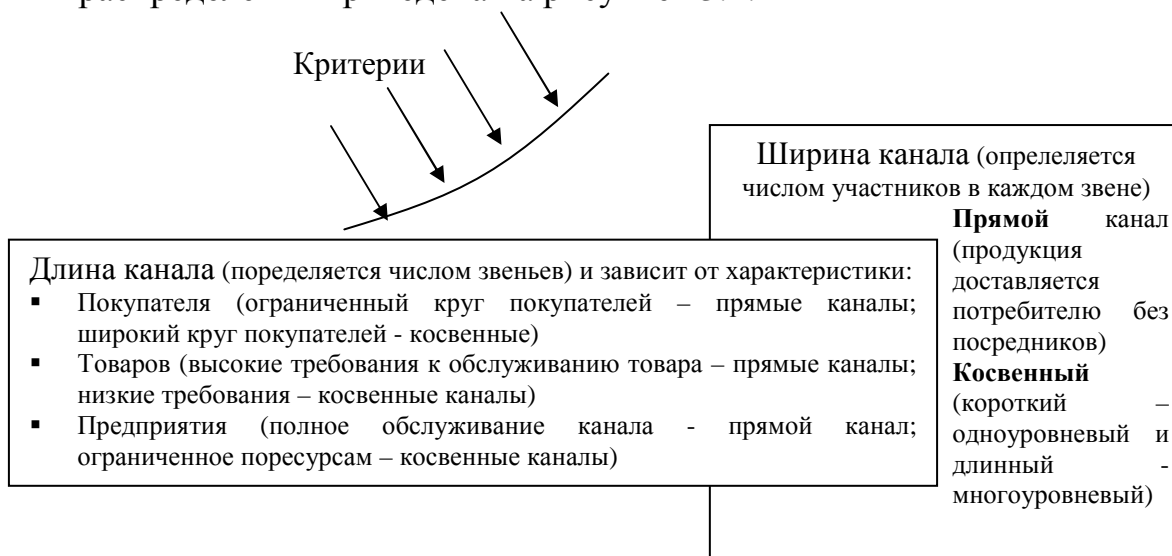 Критерии
Ширина канала (опрелеляется
числом участников в каждом звене)
Прямой канал
(продукция
доставляется
потребителю без
посредников)
Косвенный
(короткий –
одноуровневый и
длинный -
многоуровневый)
Длина канала (поределяется числом звеньев) и зависит от характеристики:
▪ Покупателя (ограниченный круг покупателей – прямые каналы;
широкий круг покупателей - косвенные)
▪ Товаров (высокие требования к обслуживанию товара – прямые каналы;
низкие требования – косвенные каналы)
▪ Предприятия (полное обслуживание канала - прямой канал;
ограниченное поресурсам – косвенные каналы)